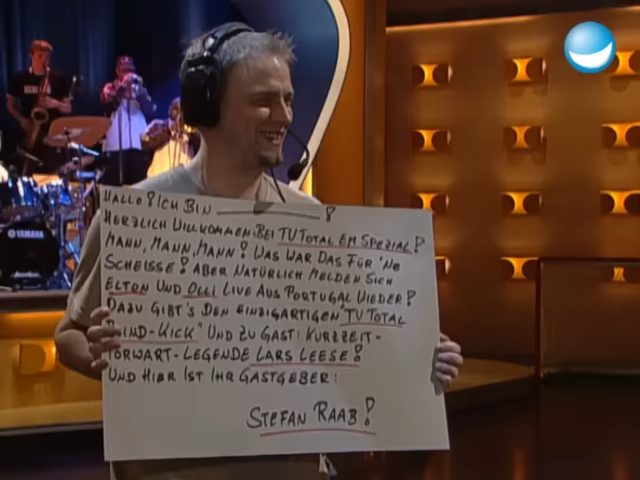 HALLO! ICH BIN __________!
HERZLICH WILLKOMMEN BEI TV TOTAL EM SPEZIAL!
MANN, MANN, MANN! WAS WAR DAS FÜR 'NE
SCHEISSE! ABER NATÜRLICH MELDEN SICH
ELTON UND OLLI LIVE AUS PORTUGAL WIEDER!
DAZU GIBT'S DEN EINZIGARTIGEN "TV TOTAL
BLIND-KICK" UND ZU GAST: KURZZEIT-
TORWART-LEGENDE LARS LEESE!
UND HIER IST IHR GASTGEBER:
STEFAN RAAB!
YAMAHA